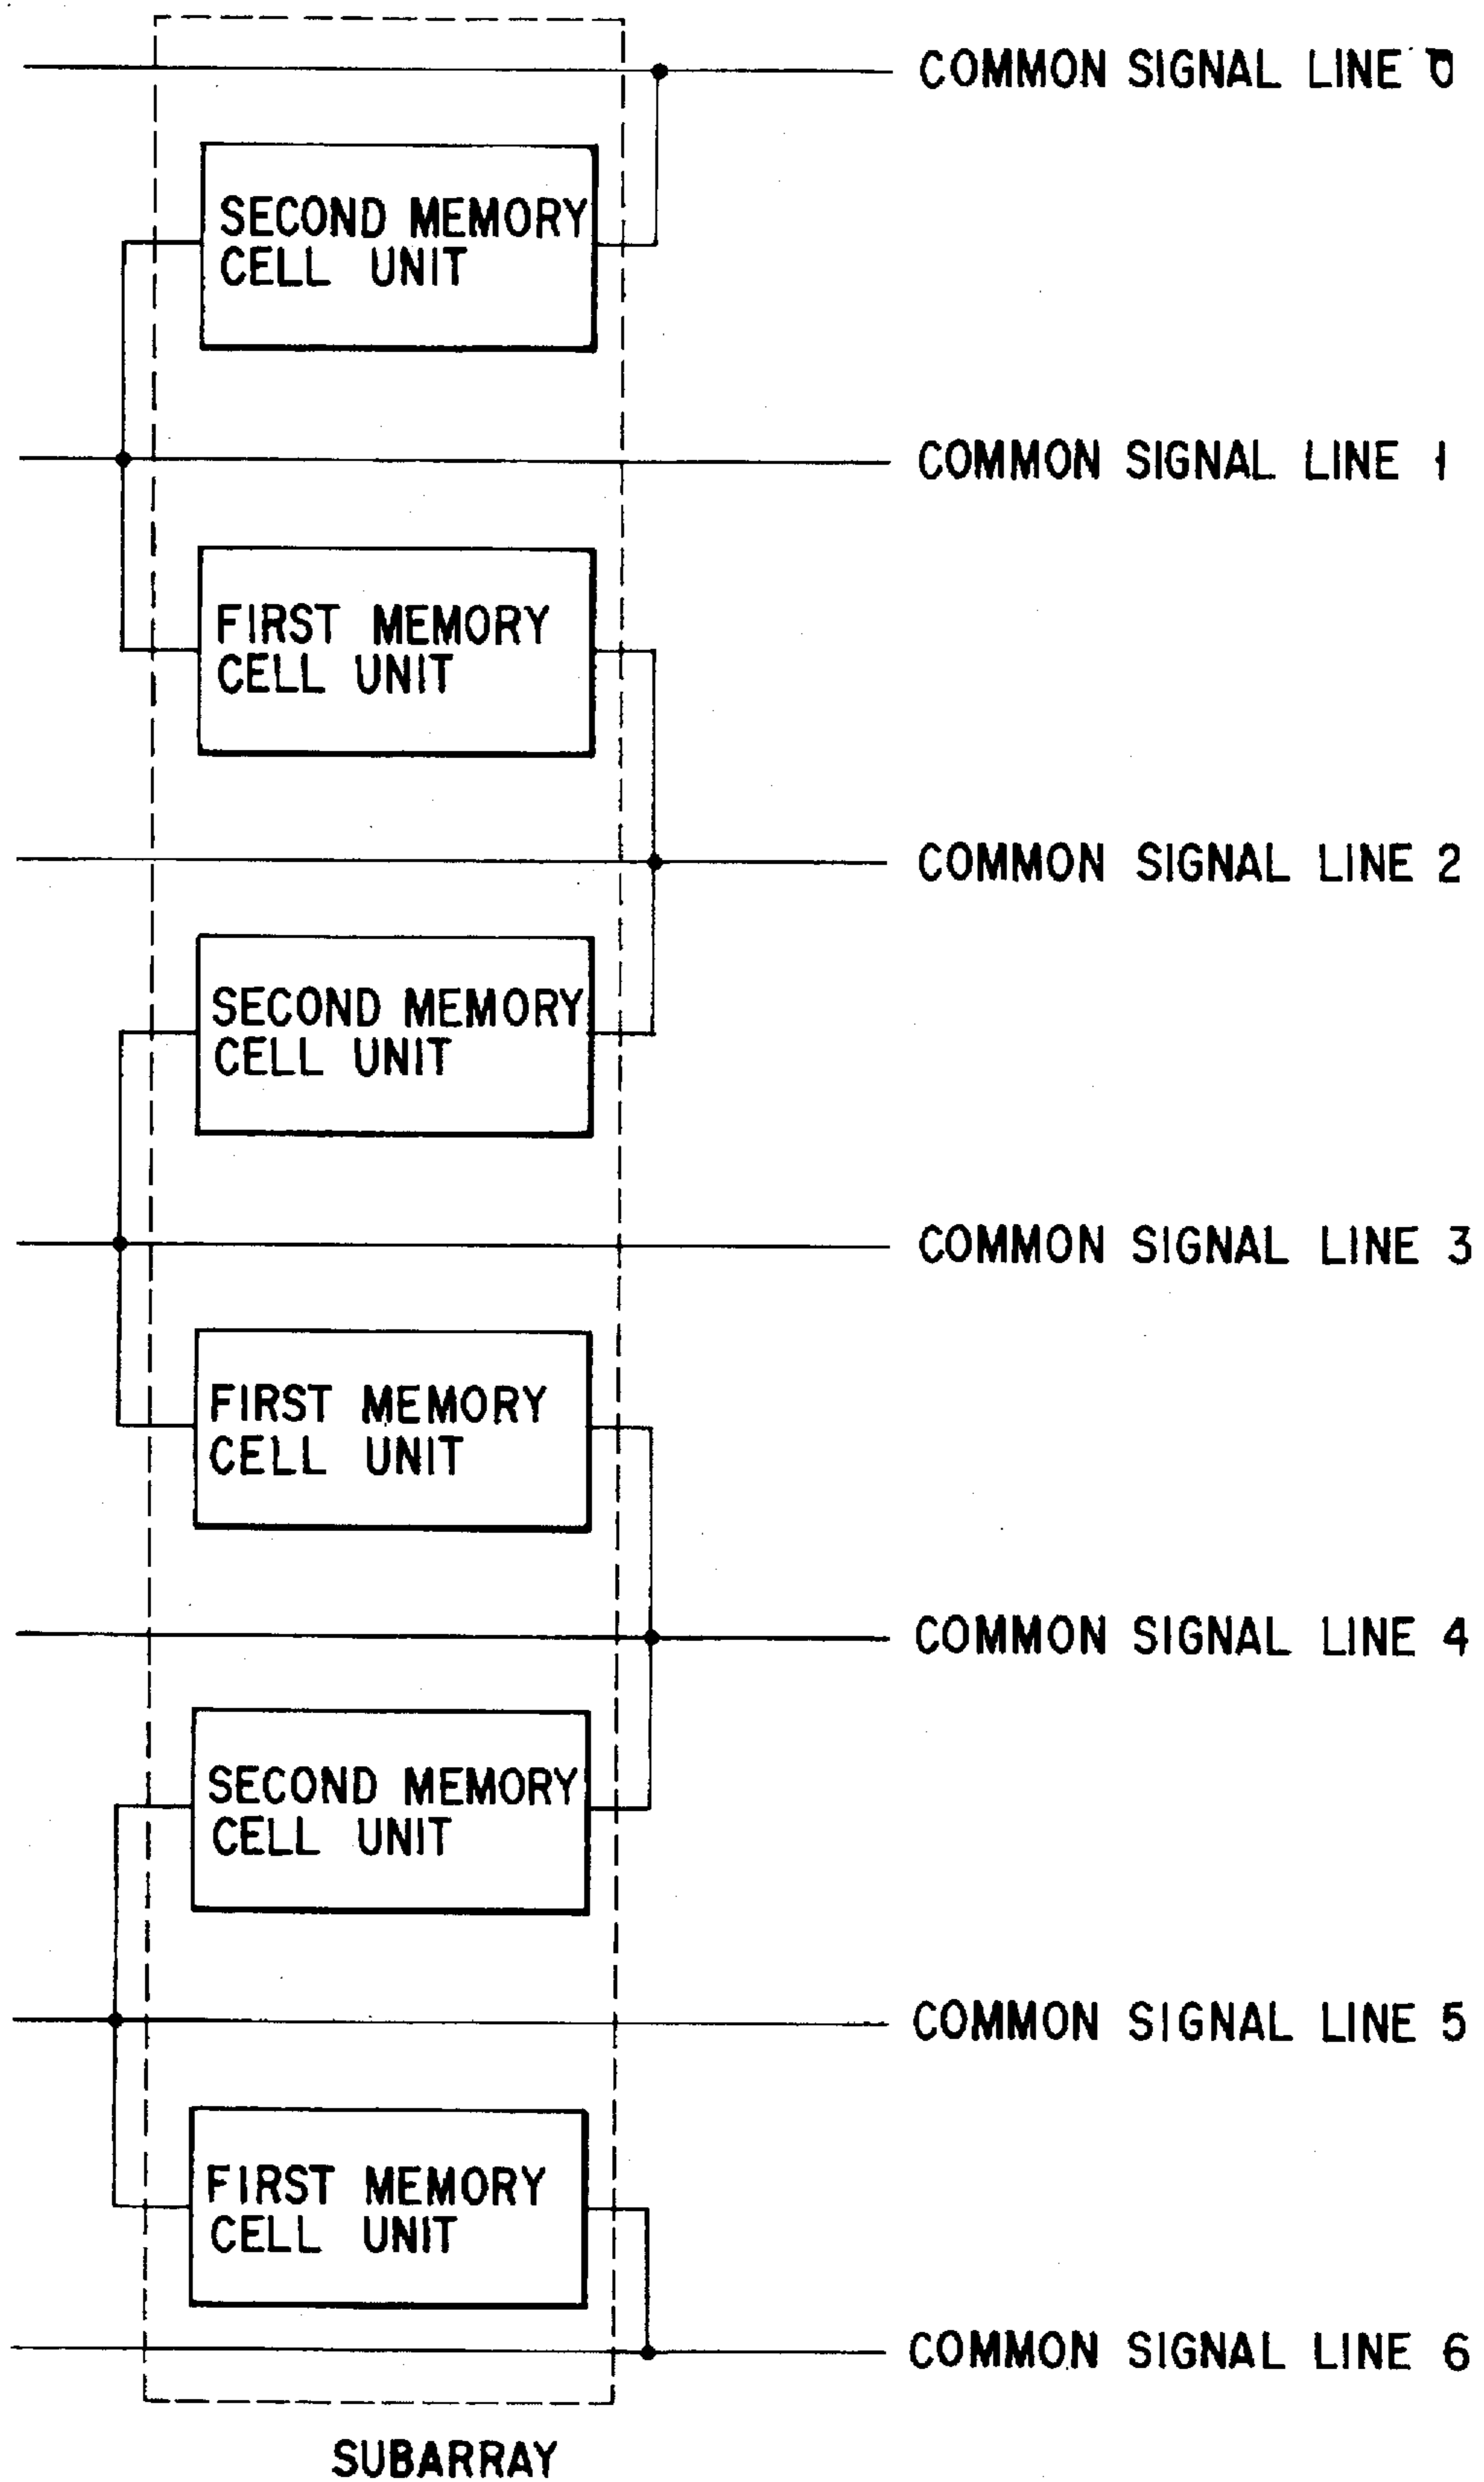 COMMON SIGNAL LINE 0
SECOND MEMORY
CELL UNIT
COMMON SIGNAL LINE 1
FIRST MEMORY
CELL UNIT
COMMON SIGNAL LINE 2
SECOND MEMORY
CELL UNIT
COMMON SIGNAL LINE 3
FIRST MEMORY
CELL UNIT
COMMON SIGNAL LINE 4
SECOND MEMORY
CELL UNIT
COMMON SIGNAL LINE 5
FIRST MEMORY
CELL UNIT
COMMON SIGNAL LINE 6
SUBARRAY